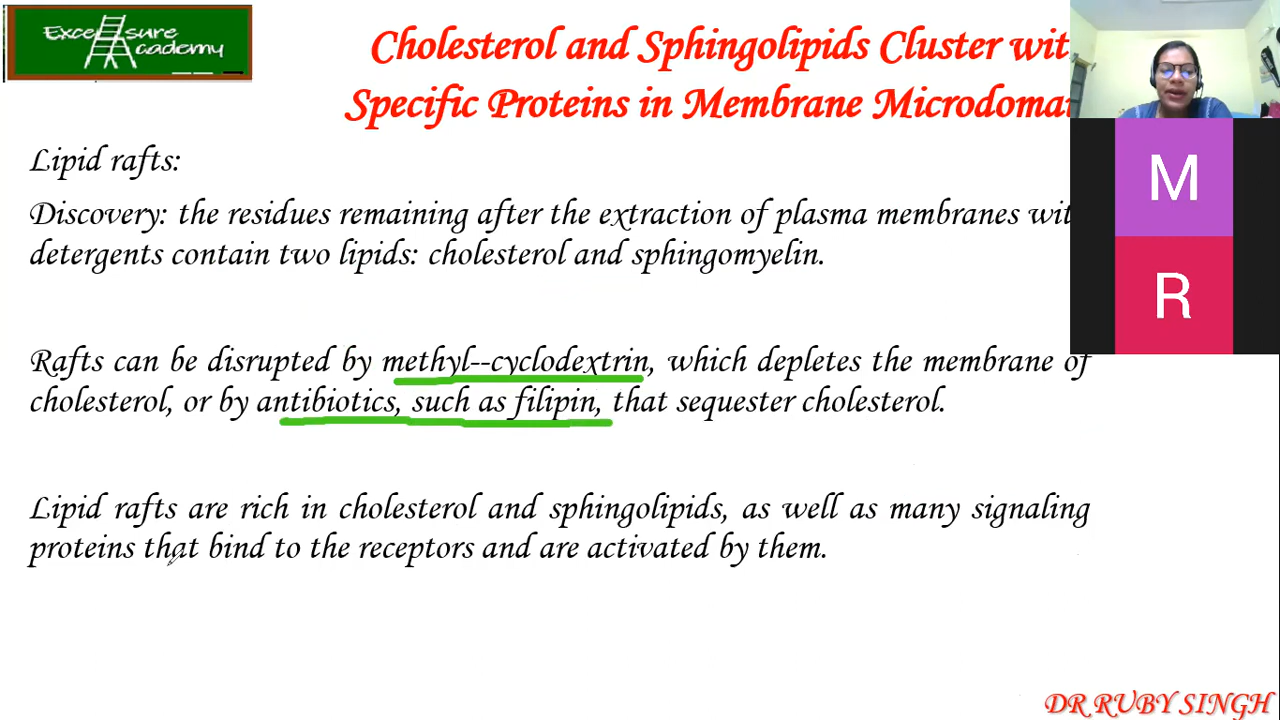 Exce sure
cademy
Cholesterol and Sphingolipids Cluster wit
Specific Proteins in Membrane Microdoma
Lipid rafts:
Discovery: the residues remaining after the extraction of plasma membranes wit
detergents contain two lipids: cholesterol and sphingomyelin.
Rafts can be disrupted by methyl--cyclodextrin, which depletes the membrane of
cholesterol, or by antibiotics, such as filipin, that sequester cholesterol.
Lipid rafts are rich in cholesterol and sphingolipids, as well as many signaling
proteins that bind to the receptors and are activated by them.
M
R
DR RUBY SINGH